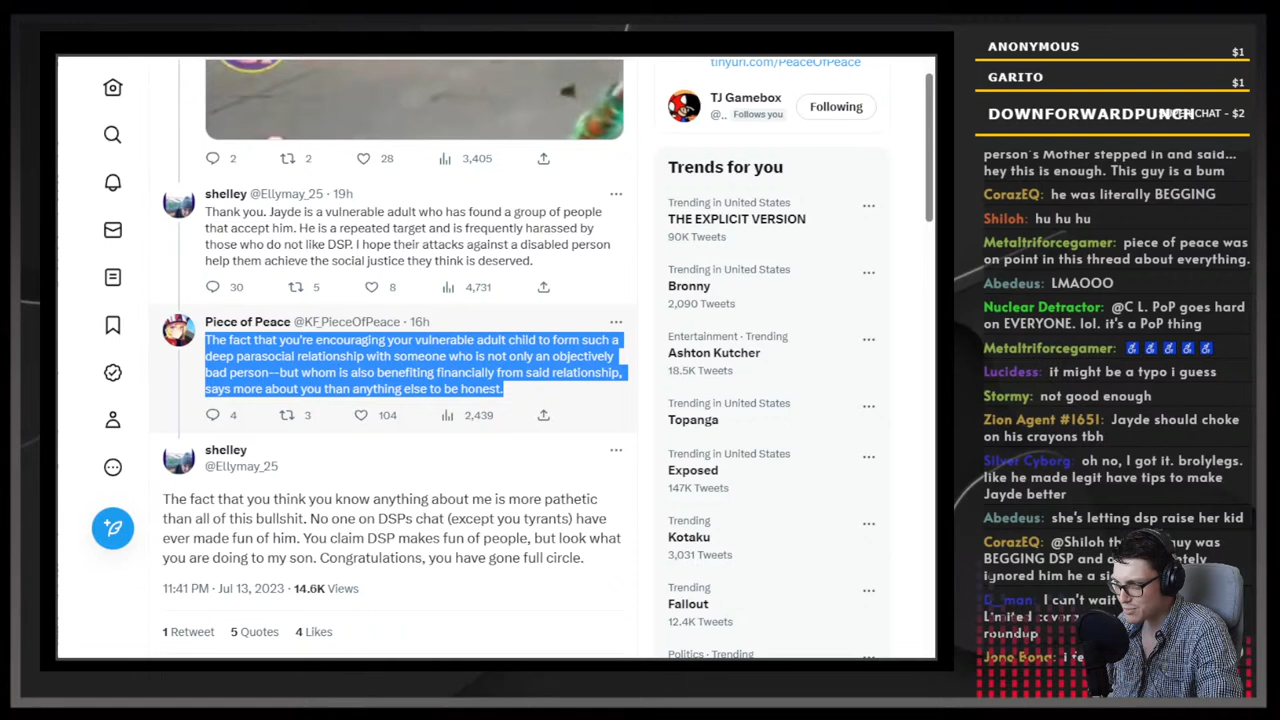 tinyurl.com/PeaceOfPeace
TJ Gamebox
@.. Follows you
Following
2 2 28 3,405
shelley @Ellymay_25 · 19h
Thank you. Jayde is a vulnerable adult who has found a group of people
that accept him. He is a repeated target and is frequently harassed by
those who do not like DSP. I hope their attacks against a disabled person
help them achieve the social justice they think is deserved.
30 5 8 4,731
Piece of Peace @KF_PieceOfPeace · 16h
The fact that you're encouraging your vulnerable adult child to form such a
deep parasocial relationship with someone who is not only an objectively
bad person--but whom is also benefiting financially from said relationship,
says more about you than anything else to be honest.
4 3 104 2,439
shelley
@Ellymay_25
The fact that you think you know anything about me is more pathetic
than all of this bullshit. No one on DSPs chat (except you tyrants) have
ever made fun of him. You claim DSP makes fun of people, but look what
you are doing to my son. Congratulations, you have gone full circle.
11:41 PM · Jul 13, 2023 · 14.6K Views
1 Retweet 5 Quotes 4 Likes
Trends for you
Trending in United States
THE EXPLICIT VERSION
90K Tweets
Trending in United States
Bronny
2,090 Tweets
Entertainment · Trending
Ashton Kutcher
18.5K Tweets
Trending in United States
Topanga
Trending in United States
Exposed
147K Tweets
Trending
Kotaku
3,031 Tweets
Trending
Fallout
12.4K Tweets
Politics · Trending
ANONYMOUS $1
GARITO $1
DOWNFORWARDPUNCH SUPERCHAT - $2
person's Mother stepped in and said...
hey this is enough. This guy is a bum
CorazEQ: he was literally BEGGING
Shiloh: hu hu hu
Metaltriforcegamer: piece of peace was
on point in this thread about everything.
Abedeus: LMAOOO
Nuclear Detractor: @C L. PoP goes hard
on EVERYONE. lol. it's a PoP thing
Metaltriforcegamer: ♿ ♿ ♿ ♿ ♿
Lucidess: it might be a typo i guess
Stormy: not good enough
Zion Agent #1651: Jayde should choke
on his crayons tbh
Silver Cyborg: oh no, I got it. brolylegs.
like he made legit have tips to make
Jayde better
Abedeus: she's letting dsp raise her kid
CorazEQ: @Shiloh guy was
BEGGING DSP and
ignored him he a
I can't wait
roundup
Jono Bono: